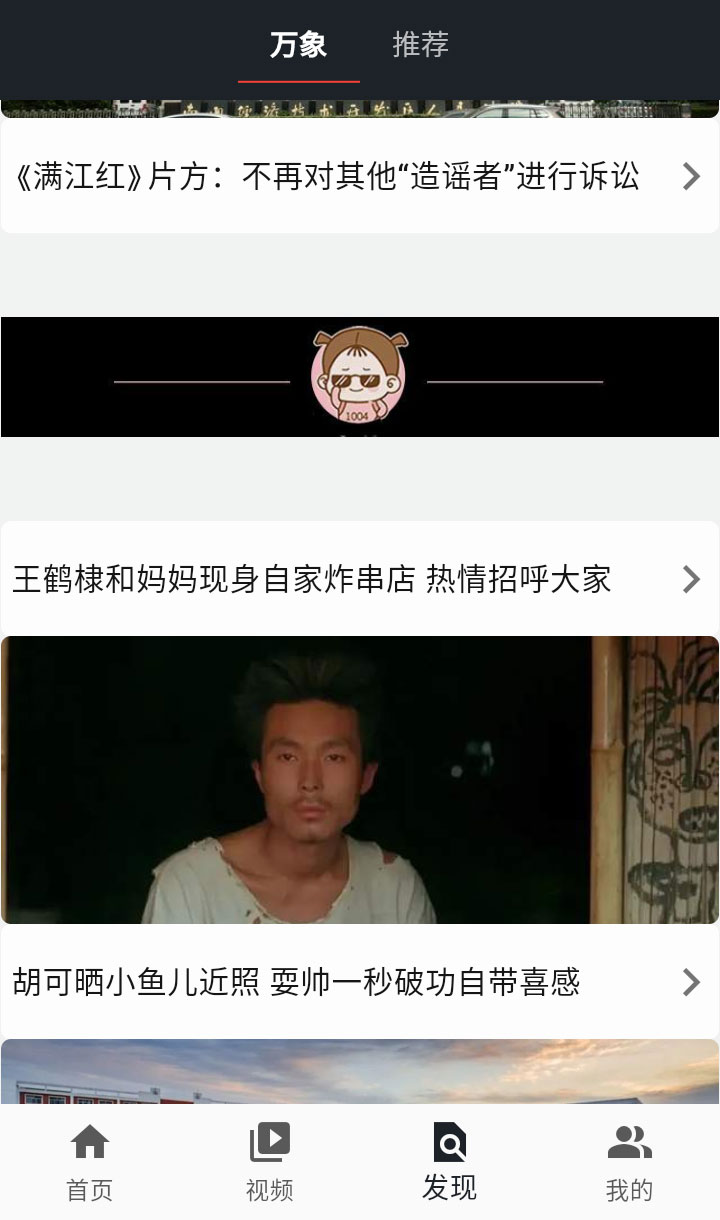 万象 推荐
《满江红》片方：不再对其他“造谣者”进行诉讼
1004
王鹤棣和妈妈现身自家炸串店 热情招呼大家
胡可晒小鱼儿近照 耍帅一秒破功自带喜感
首页 视频 发现 我的